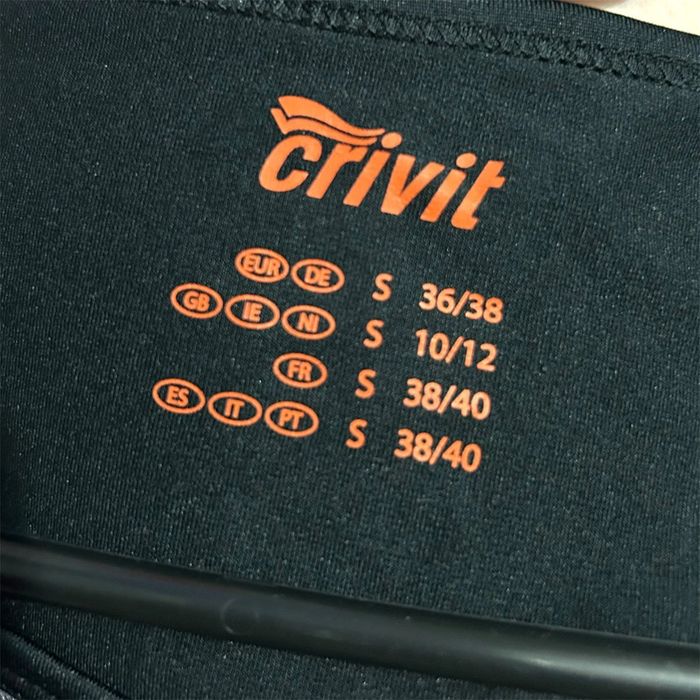 crivit
EUR DE S 36/38
GB IE NI S 10/12
FR S 38/40
ES IT PT S 38/40